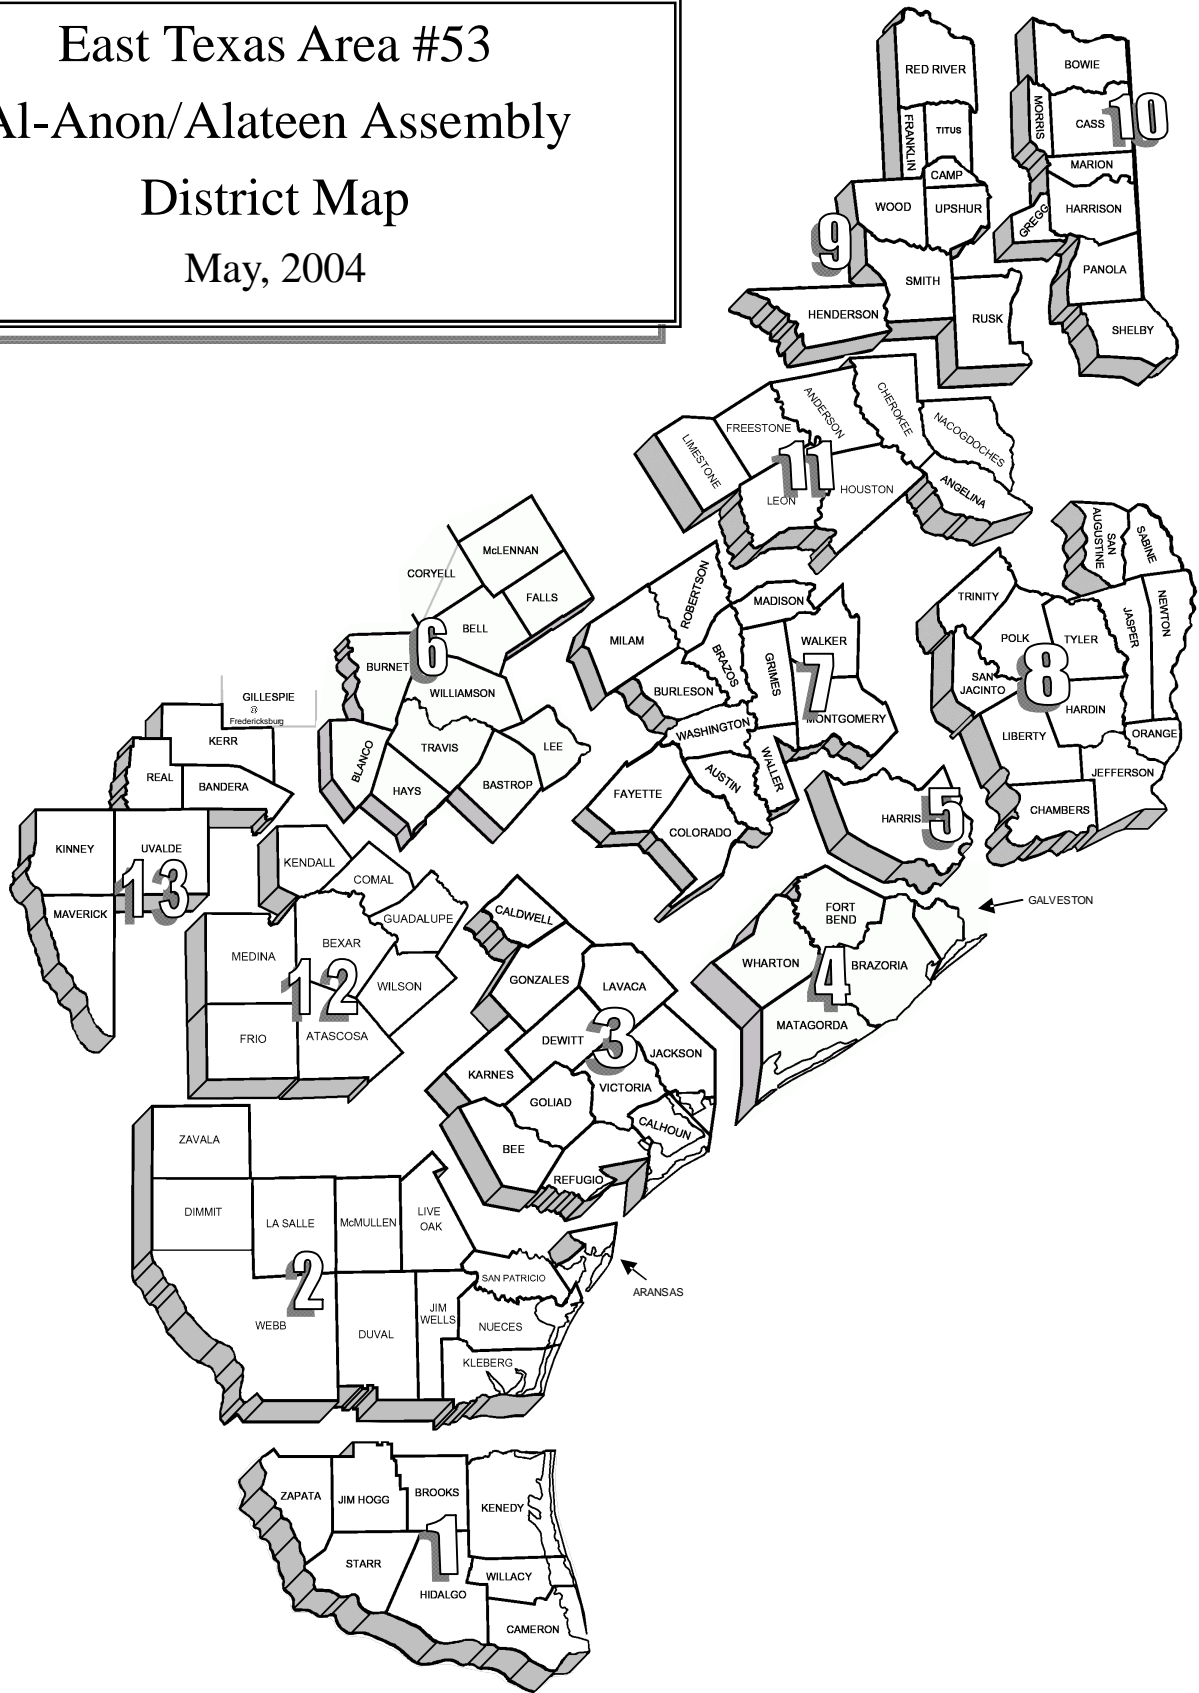 East Texas Area #53
Al-Anon/Alateen Assembly
District Map
May, 2004
RED RIVER
FRANKLIN
TITUS
CAMP
WOOD
UPSHUR
9
SMITH
HENDERSON
RUSK
BOWIE
MORRIS
CASS
10
MARION
GREGG
HARRISON
PANOLA
SHELBY
LIMESTONE
FREESTONE
ANDERSON
CHEROKEE
NACOGDOCHES
11
LEON
HOUSTON
ANGELINA
McLENNAN
CORYELL
FALLS
BELL
6
BURNET
WILLIAMSON
BLANCO
TRAVIS
LEE
HAYS
BASTROP
ROBERTSON
MADISON
MILAM
BRAZOS
GRIMES
WALKER
7
BURLESON
MONTGOMERY
WASHINGTON
WALLER
AUSTIN
FAYETTE
COLORADO
SAN
AUGUSTINE
SABINE
TRINITY
POLK
TYLER
JASPER
NEWTON
8
SAN
JACINTO
HARDIN
LIBERTY
ORANGE
JEFFERSON
CHAMBERS
HARRIS
5
GILLESPIE
@
Fredericksburg
KERR
REAL
BANDERA
KINNEY
UVALDE
13
MAVERICK
KENDALL
COMAL
GUADALUPE
MEDINA
BEXAR
12
WILSON
FRIO
ATASCOSA
CALDWELL
GONZALES
LAVACA
3
DEWITT
JACKSON
KARNES
VICTORIA
GOLIAD
CALHOUN
BEE
REFUGIO
FORT
BEND
GALVESTON
WHARTON
4
BRAZORIA
MATAGORDA
ZAVALA
DIMMIT
LA SALLE
McMULLEN
LIVE
OAK
2
SAN PATRICIO
ARANSAS
WEBB
DUVAL
JIM
WELLS
NUECES
KLEBERG
ZAPATA
JIM HOGG
BROOKS
KENEDY
1
STARR
HIDALGO
WILLACY
CAMERON